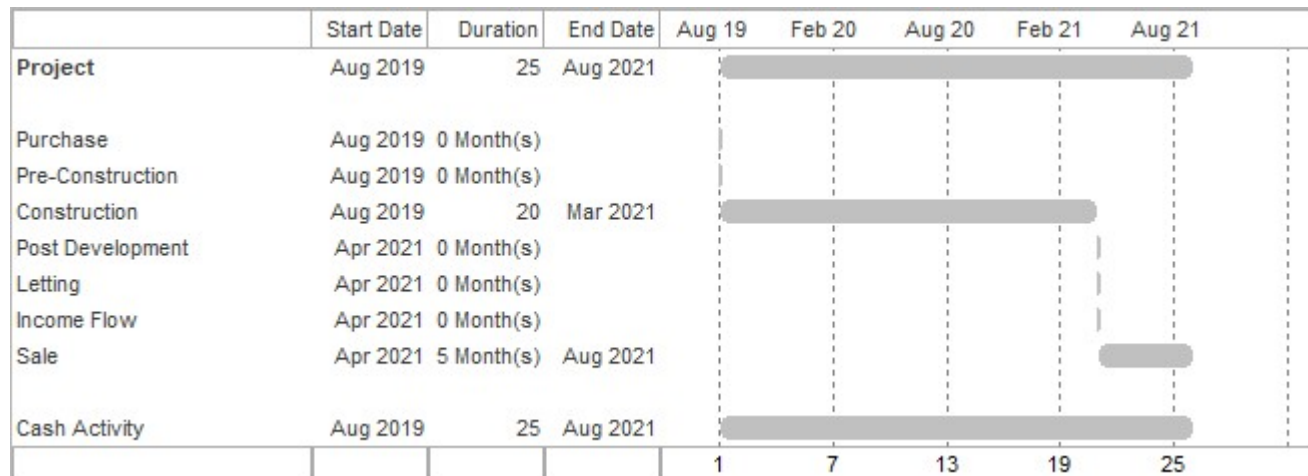 Start Date Duration End Date Aug 19 Feb 20 Aug 20 Feb 21 Aug 21
Project Aug 2019 25 Aug 2021
Purchase Aug 2019 0 Month(s)
Pre-Construction Aug 2019 0 Month(s)
Construction Aug 2019 20 Mar 2021
Post Development Apr 2021 0 Month(s)
Letting Apr 2021 0 Month(s)
Income Flow Apr 2021 0 Month(s)
Sale Apr 2021 5 Month(s) Aug 2021
Cash Activity Aug 2019 25 Aug 2021
1 7 13 19 25